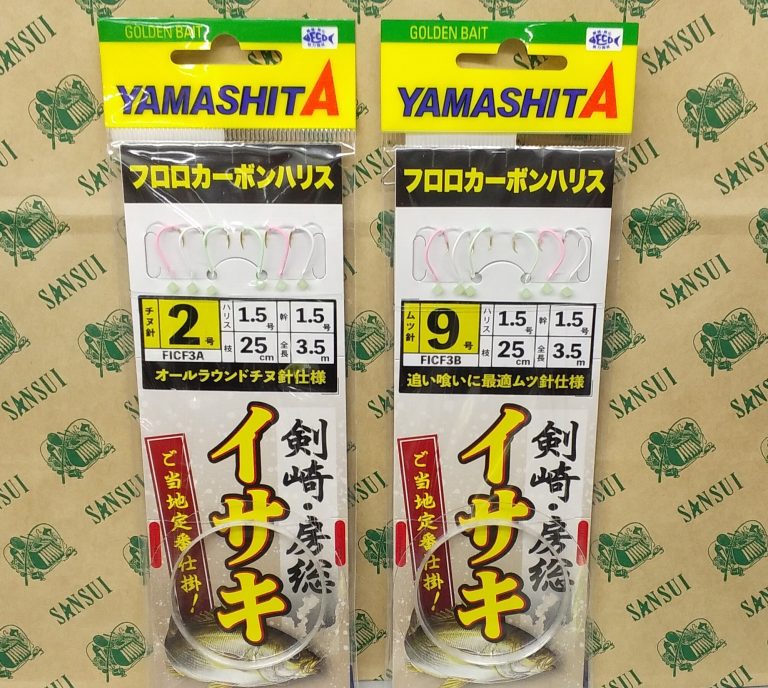 GOLDEN BAIT
YAMASHITA
フロロカーボンハリス
チヌ針 2号
FICF3A
ハリス 1.5号 幹 1.5号
枝 25cm 全長 3.5m
オールラウンドチヌ針仕様
剣崎・房総
イサキ
ご当地定番仕掛!
GOLDEN BAIT
YAMASHITA
フロロカーボンハリス
ムツ針 9号
FICF3B
ハリス 1.5号 幹 1.5号
枝 25cm 全長 3.5m
追い喰いに最適ムツ針仕様
剣崎・房総
イサキ
ご当地定番仕掛!
SANSUI